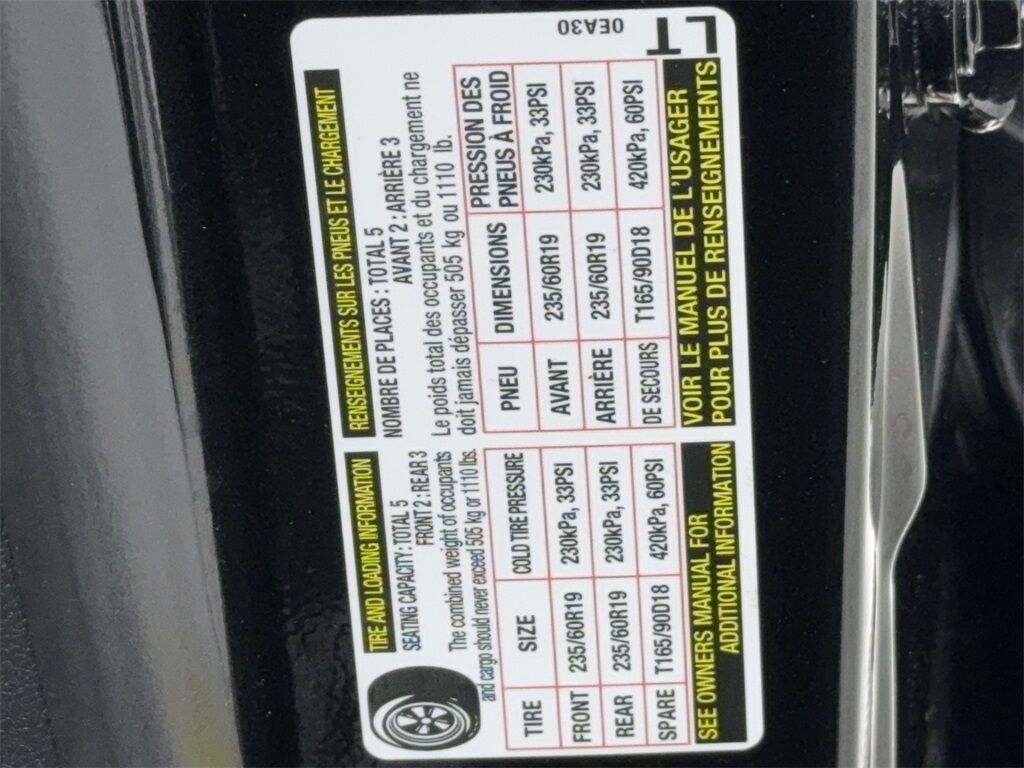 TIRE AND LOADING INFORMATION
SEATING CAPACITY: TOTAL 5
FRONT 2 : REAR 3
The combined weight of occupants
and cargo should never exceed 505 kg or 1110 lbs.
TIRE SIZE COLD TIRE PRESSURE
FRONT 235/60R19 230kPa, 33PSI
REAR 235/60R19 230kPa, 33PSI
SPARE T165/90D18 420kPa, 60PSI
SEE OWNERS MANUAL FOR
ADDITIONAL INFORMATION
RENSEIGNEMENTS SUR LES PNEUS ET LE CHARGEMENT
NOMBRE DE PLACES : TOTAL 5
AVANT 2 : ARRIÈRE 3
Le poids total des occupants et du chargement ne
doit jamais dépasser 505 kg ou 1110 lb.
PNEU DIMENSIONS PRESSION DES
PNEUS À FROID
AVANT 235/60R19 230kPa, 33PSI
ARRIÈRE 235/60R19 230kPa, 33PSI
DE SECOURS T165/90D18 420kPa, 60PSI
VOIR LE MANUEL DE L'USAGER
POUR PLUS DE RENSEIGNEMENTS
0EA30